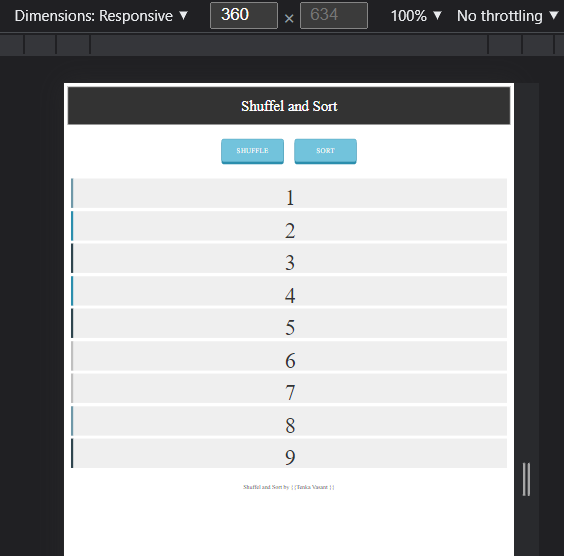 Dimensions: Responsive ▼ 360 × 634 100% ▼ No throttling ▼
Shuffel and Sort
SHUFFLE SORT
1
2
3
4
5
6
7
8
9
Shuffel and Sort by { {Tanka Vasant } }